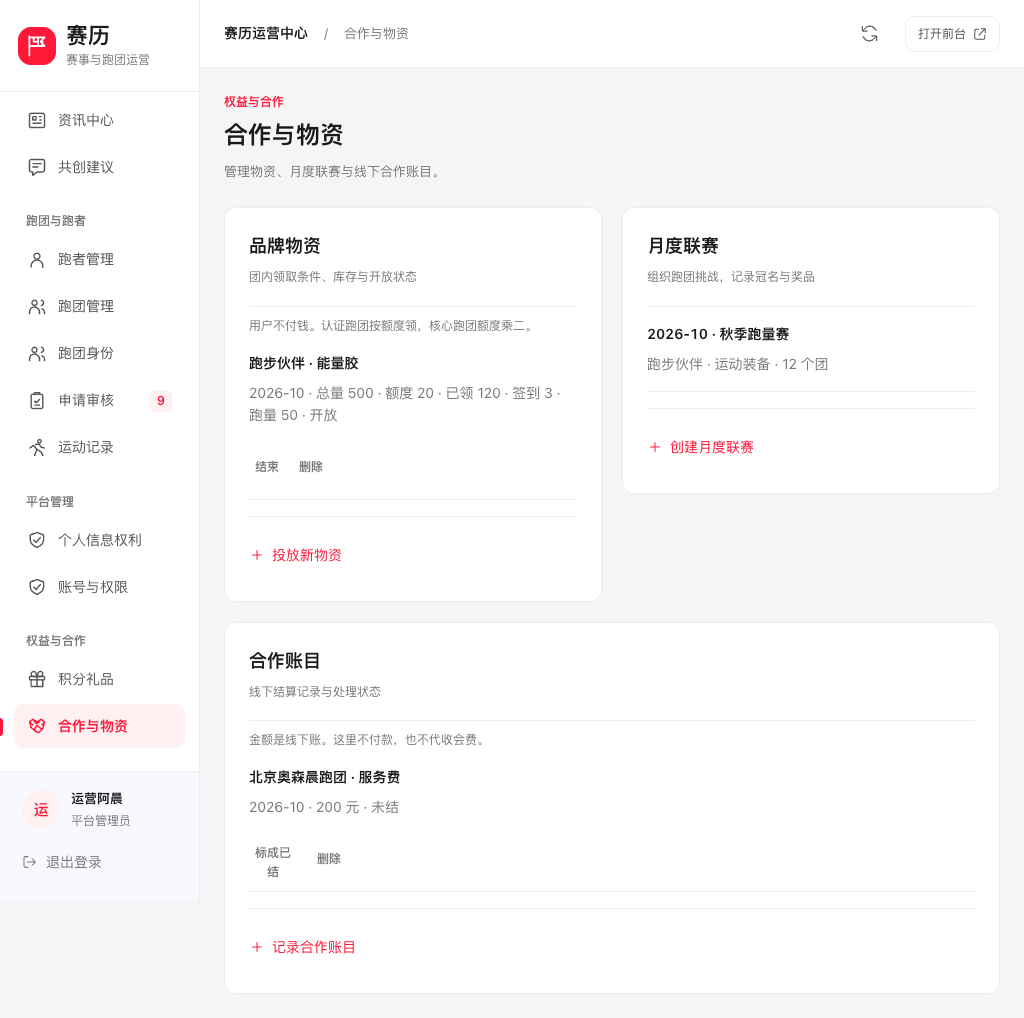 赛历
赛事与跑团运营
资讯中心
共创建议
跑团与跑者
跑者管理
跑团管理
跑团身份
申请审核
9
运动记录
平台管理
个人信息权利
账号与权限
权益与合作
积分礼品
合作与物资
运
运营阿晨
平台管理员
退出登录
赛历运营中心 / 合作与物资
打开前台
权益与合作
合作与物资
管理物资、月度联赛与线下合作账目。
品牌物资
团内领取条件、库存与开放状态
用户不付钱。认证跑团按额度领，核心跑团额度乘二。
跑步伙伴 · 能量胶
2026-10 · 总量 500 · 额度 20 · 已领 120 · 签到 3 ·
跑量 50 · 开放
结束 删除
+ 投放新物资
月度联赛
组织跑团挑战，记录冠名与奖品
2026-10 · 秋季跑量赛
跑步伙伴 · 运动装备 · 12 个团
+ 创建月度联赛
合作账目
线下结算记录与处理状态
金额是线下账。这里不付款，也不代收会费。
北京奥森晨跑团 · 服务费
2026-10 · 200 元 · 未结
标成已
结
删除
+ 记录合作账目